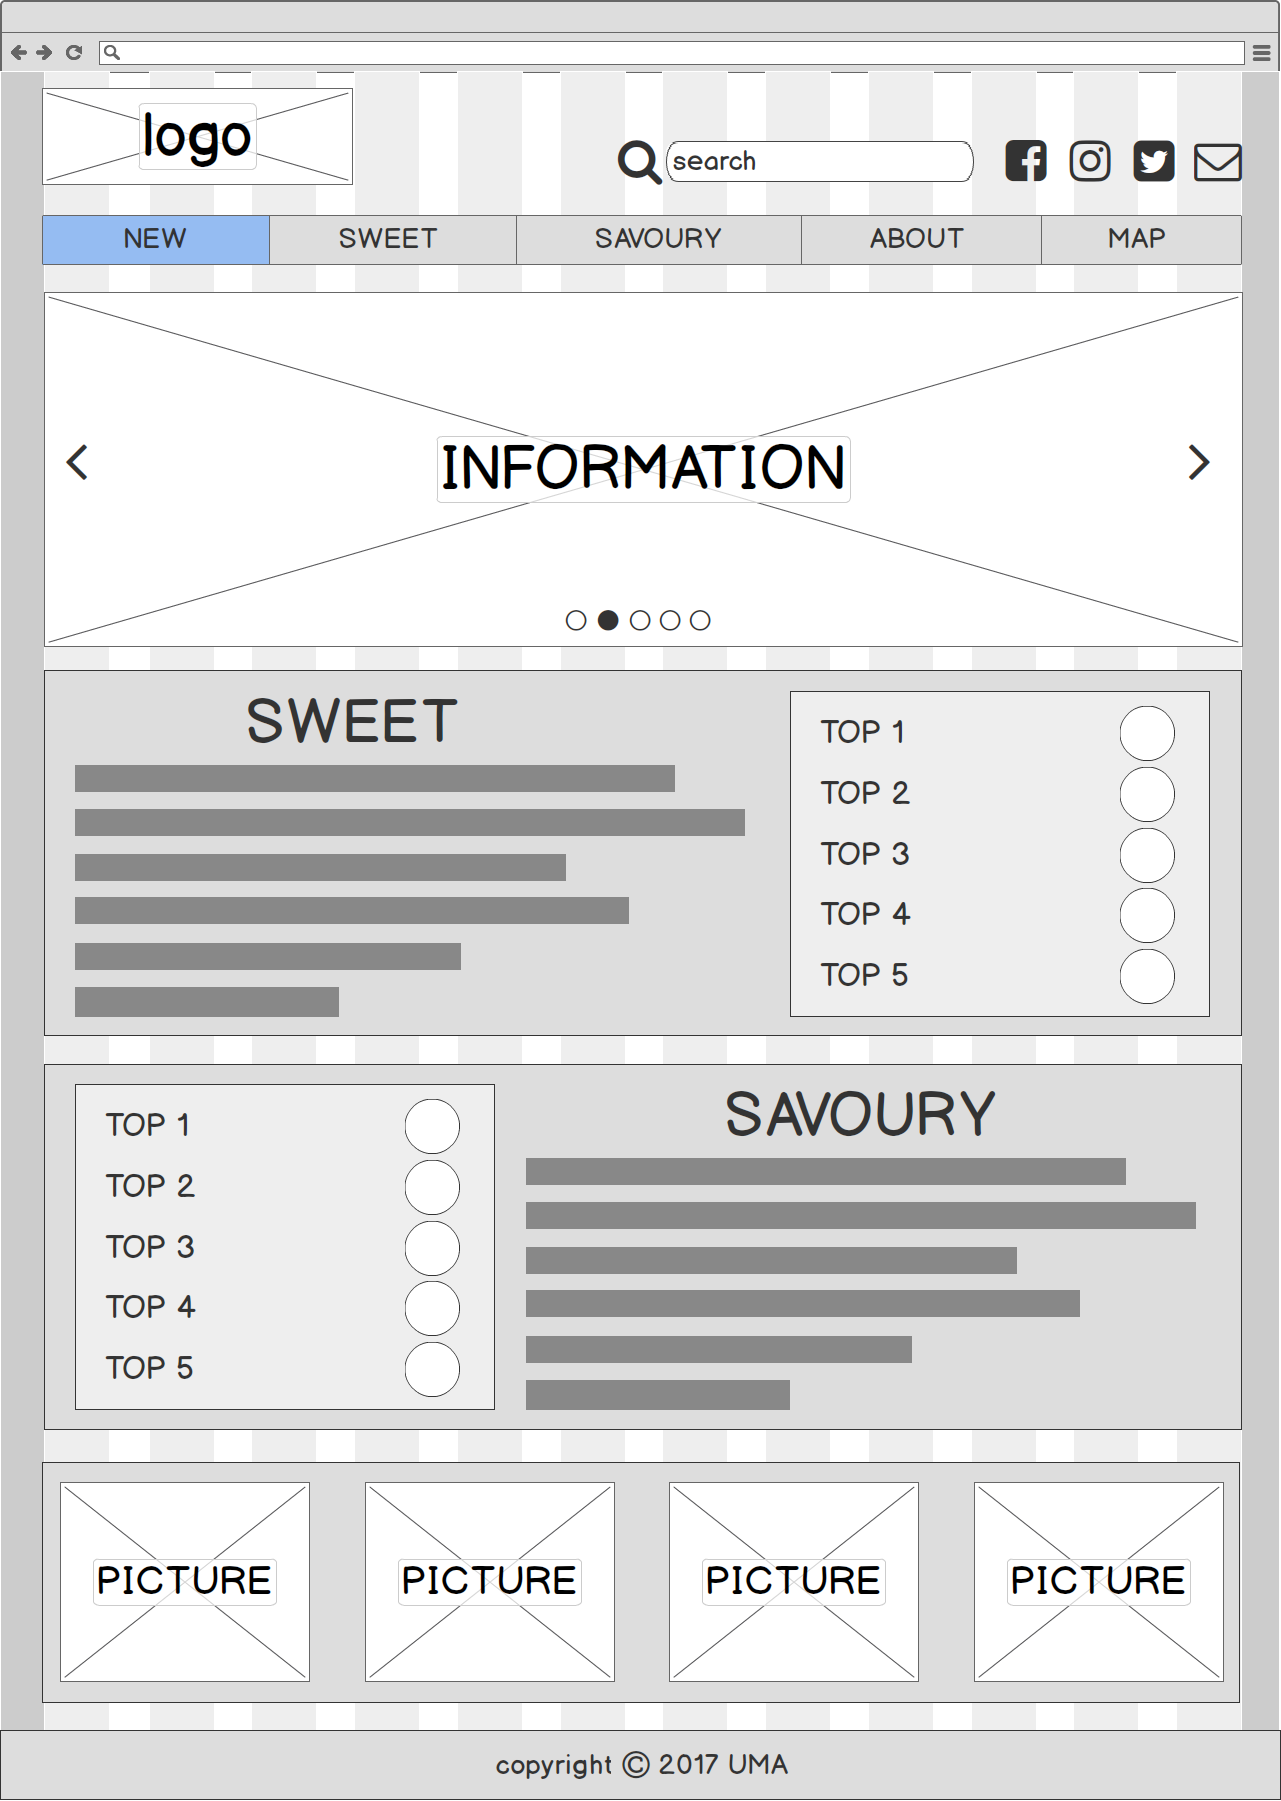 logo
search
NEW SWEET SAVOURY ABOUT MAP
INFORMATION
SWEET
TOP 1
TOP 2
TOP 3
TOP 4
TOP 5
TOP 1
TOP 2
TOP 3
TOP 4
TOP 5
SAVOURY
PICTURE PICTURE PICTURE PICTURE
copyright © 2017 UMA